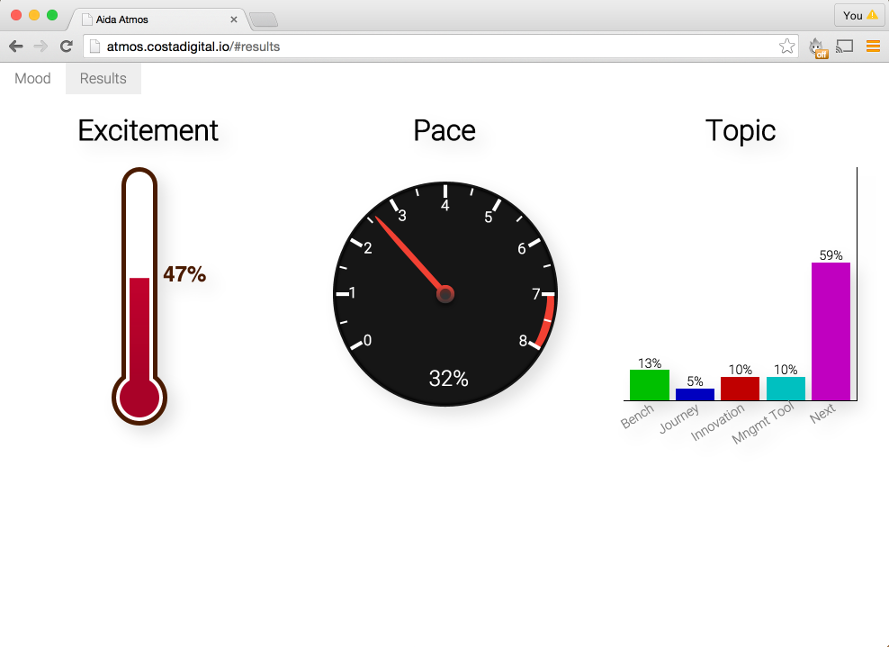 Aida Atmos
You
atmos.costadigital.io/#results
off
Mood
Results
Excitement
47%
Pace
0
1
2
3
4
5
6
7
8
32%
Topic
13%
5%
10%
10%
59%
Bench
Journey
Innovation
Mngmt Tool
Next